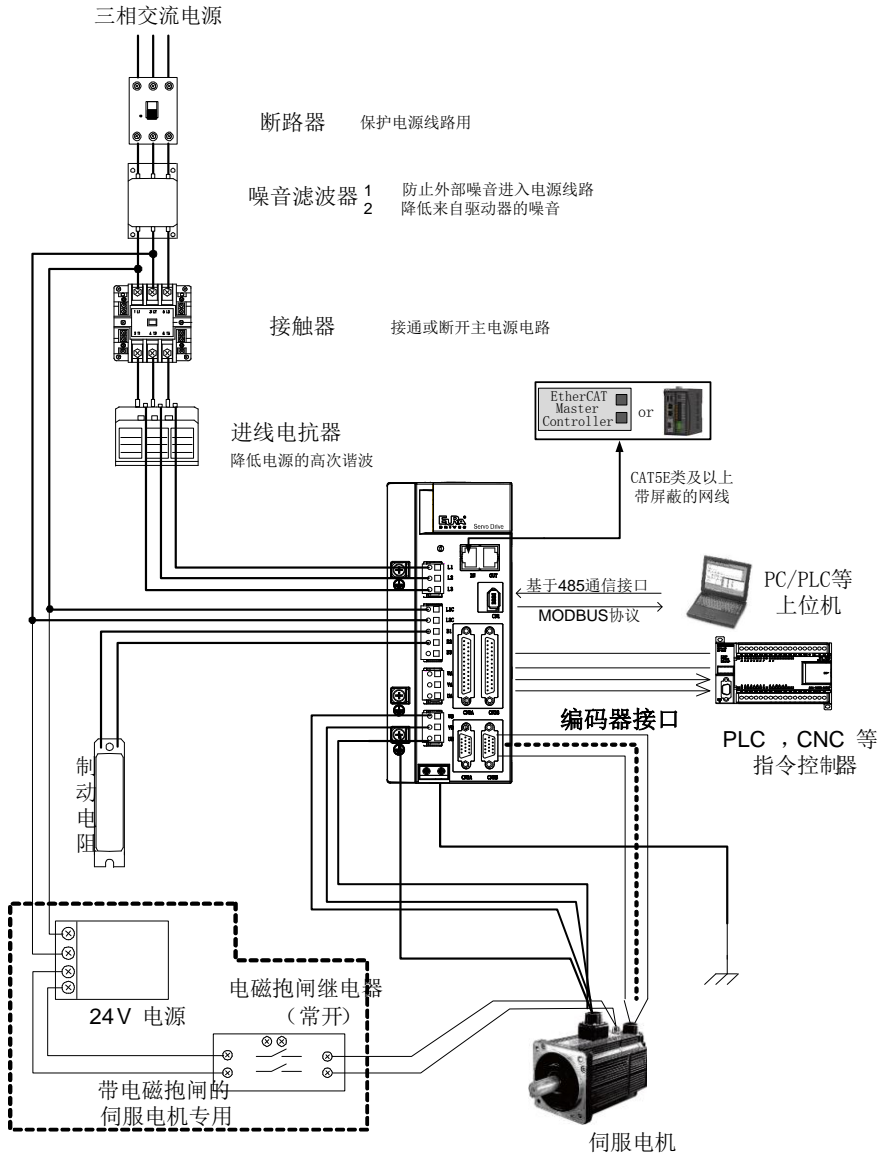 三相交流电源
断路器 保护电源线路用
噪音滤波器 1 防止外部噪音进入电源线路
2 降低来自驱动器的噪音
接触器 接通或断开主电源电路
进线电抗器
降低电源的高次谐波
EtherCAT
Master
Controller
or
CAT5E类及以上
带屏蔽的网线
EURA
DRIVES
Servo Drive
IN OUT
L1
L2
L3
基于485通信接口
MODBUS协议
PC/PLC等
上位机
编码器接口
PLC ，CNC 等
指令控制器
制
动
电
阻
24V 电源
电磁抱闸继电器
（常开）
带电磁抱闸的
伺服电机专用
伺服电机